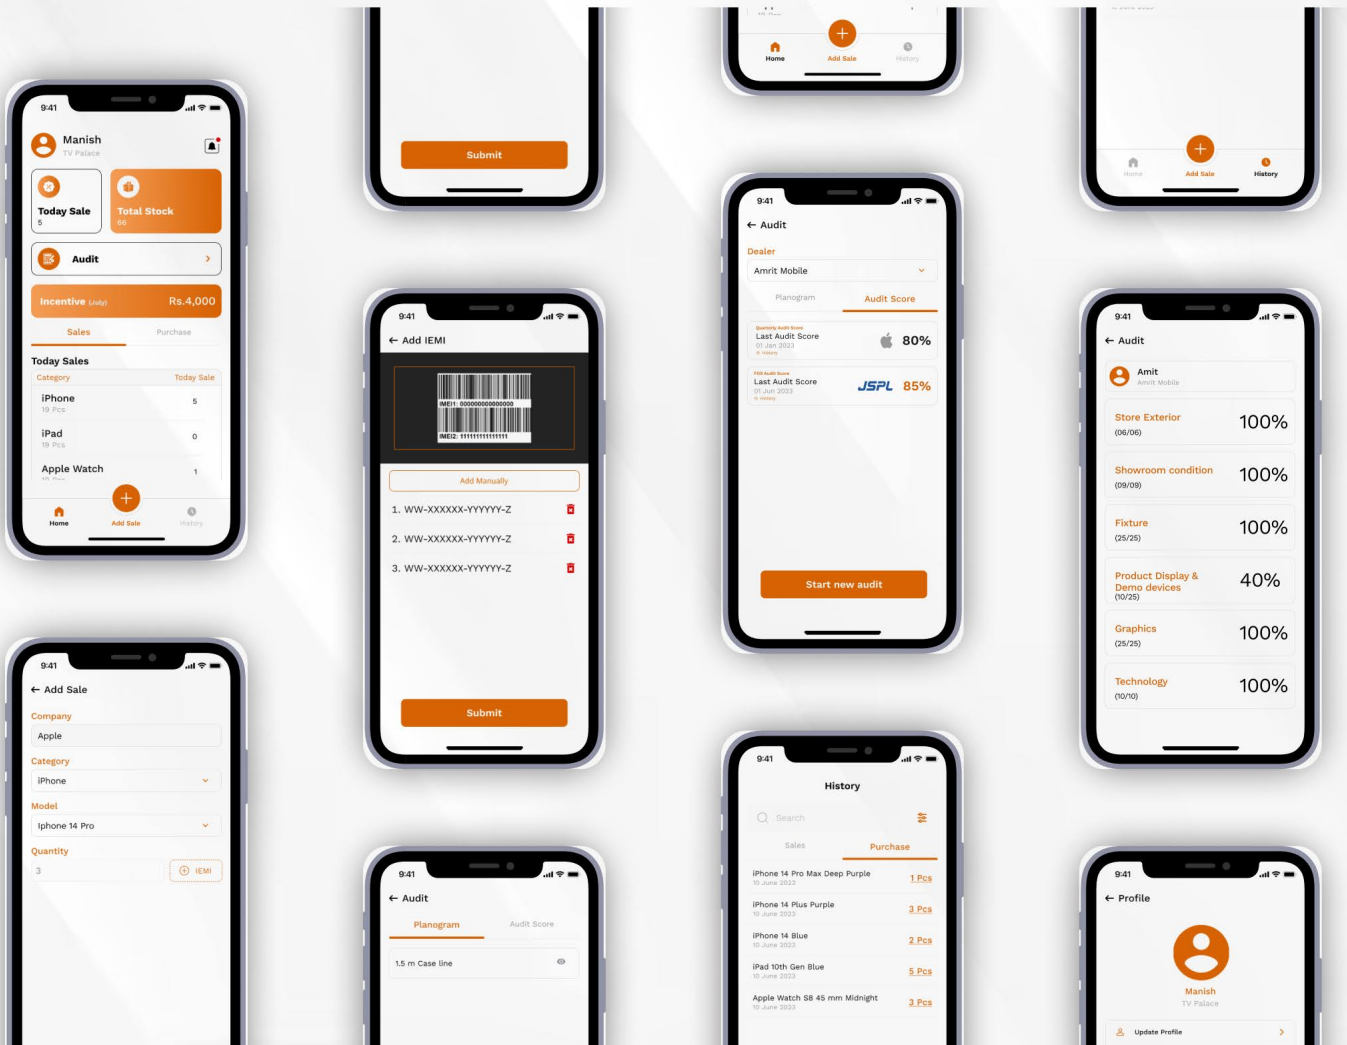 9:41
Manish
TV Palace
Today Sale
5
Total Stock
66
Audit
Incentive (July)
Rs.4,000
Sales
Purchase
Today Sales
Category
Today Sale
iPhone
19 Pcs
5
iPad
19 Pcs
0
Apple Watch
1
Home
Add Sale
History
9:41
← Add Sale
Company
Apple
Category
iPhone
Model
Iphone 14 Pro
Quantity
3
IEMI
Submit
9:41
← Add IEMI
IMEI1: 000000000000000
IMEI2: 111111111111111
Add Manually
1. WW-XXXXXX-YYYYYY-Z
2. WW-XXXXXX-YYYYYY-Z
3. WW-XXXXXX-YYYYYY-Z
Submit
9:41
← Audit
Planogram
Audit Score
1.5 m Case line
Home
Add Sale
History
9:41
← Audit
Dealer
Amrit Mobile
Planogram
Audit Score
Quarterly Audit Score
Last Audit Score
01 Jan 2023
History
80%
FOS Audit Score
Last Audit Score
01 Jun 2023
History
JSPL
85%
Start new audit
9:41
History
Search
Sales
Purchase
iPhone 14 Pro Max Deep Purple
10 June 2023
1 Pcs
iPhone 14 Plus Purple
10 June 2023
3 Pcs
iPhone 14 Blue
10 June 2023
2 Pcs
iPad 10th Gen Blue
10 June 2023
5 Pcs
Apple Watch S8 45 mm Midnight
10 June 2023
3 Pcs
Home
Add Sale
History
9:41
← Audit
Amit
Amrit Mobile
Store Exterior
(06/06)
100%
Showroom condition
(09/09)
100%
Fixture
(25/25)
100%
Product Display &
Demo devices
(10/25)
40%
Graphics
(25/25)
100%
Technology
(10/10)
100%
9:41
← Profile
Manish
TV Palace
Update Profile